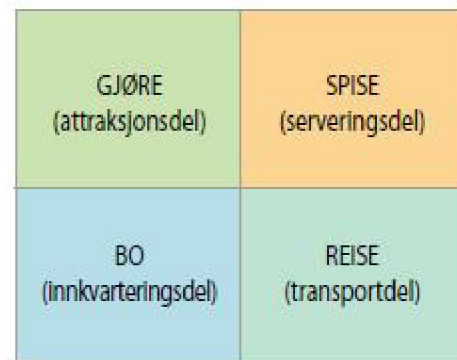 GJØRE
(attraksjonsdel)
SPISE
(serveringsdel)
BO
(innkvarteringsdel)
REISE
(transportdel)